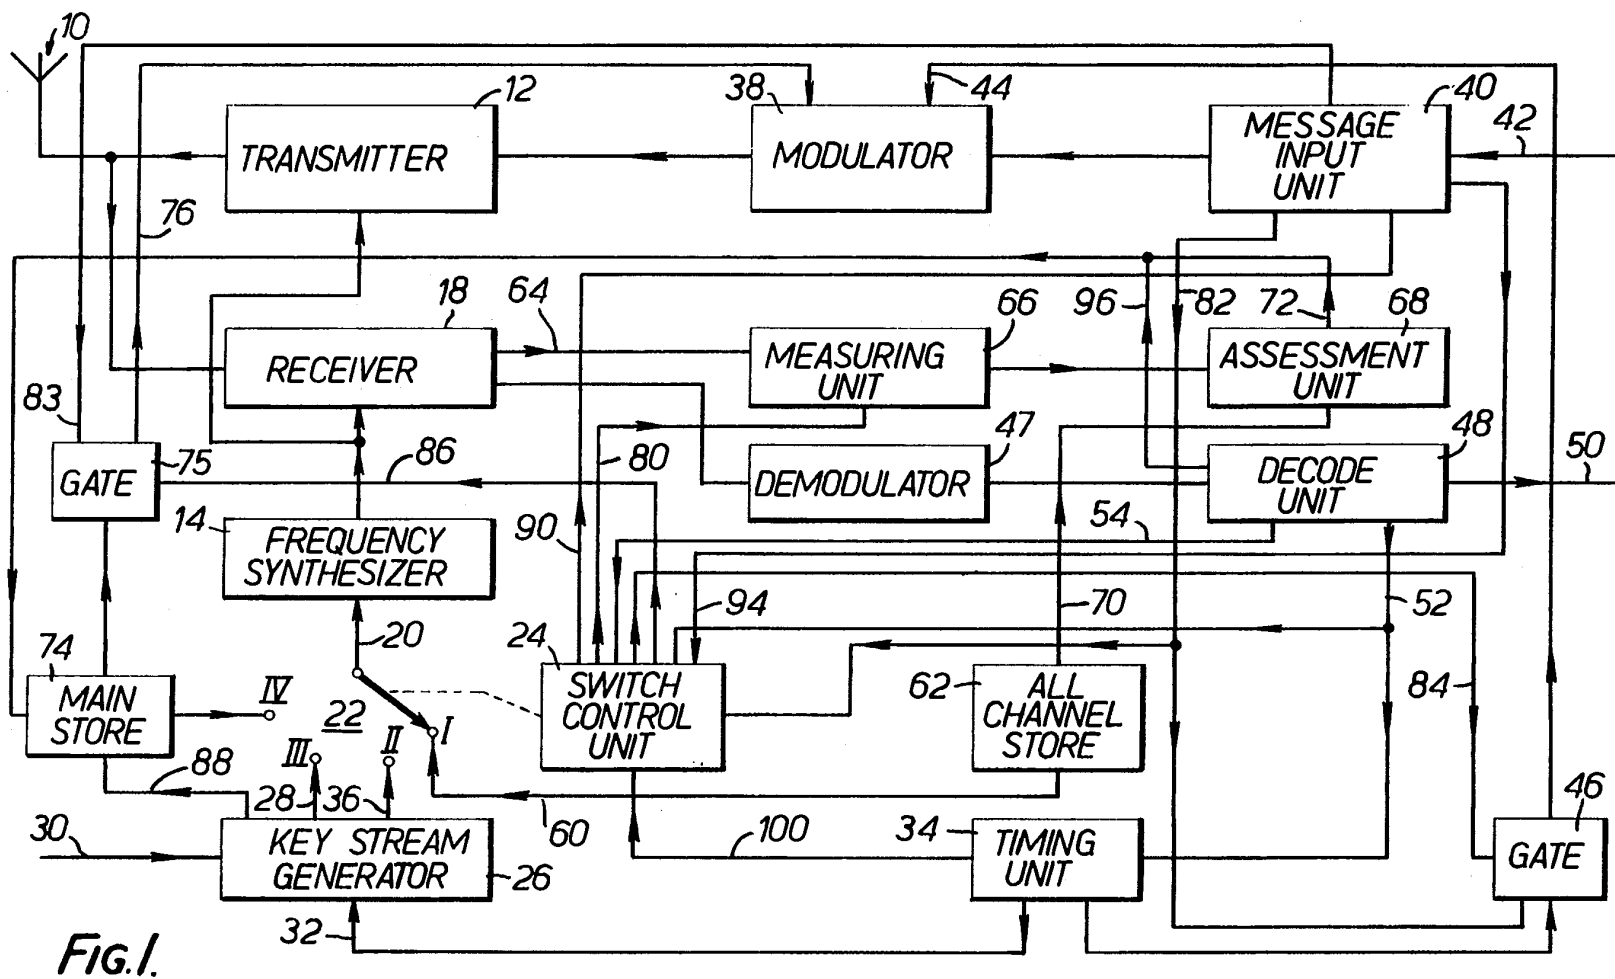 10
12
38
44
40
42
TRANSMITTER
MODULATOR
MESSAGE
INPUT
UNIT
76
18
64
66
96
82
72
68
RECEIVER
MEASURING
UNIT
ASSESSMENT
UNIT
83
75
86
80
47
48
50
GATE
DEMODULATOR
DECODE
UNIT
14
90
54
FREQUENCY
SYNTHESIZER
94
70
52
20
24
74
62
84
MAIN
STORE
IV
22
I
SWITCH
CONTROL
UNIT
ALL
CHANNEL
STORE
III
II
88
28
36
60
46
30
100
34
KEY STREAM
GENERATOR
26
TIMING
UNIT
GATE
32
FIG.1.